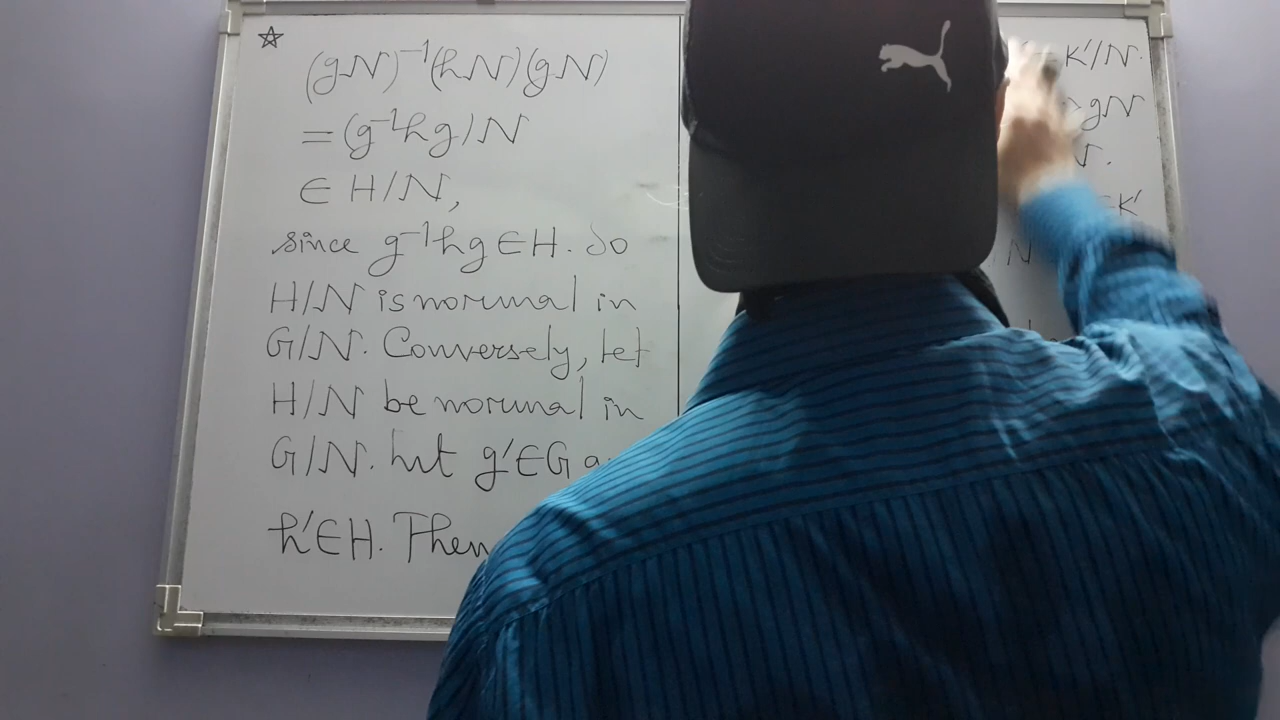 (gN)⁻¹(hN)(gN)
= (g⁻¹hg)N
∈ H/N,
since g⁻¹hg ∈ H. So
H/N is normal in
G/N. Conversely, let
H/N be normal in
G/N. Let g′∈G
h′∈H. Then
K′/N.
gN
N.
∈K′
/N